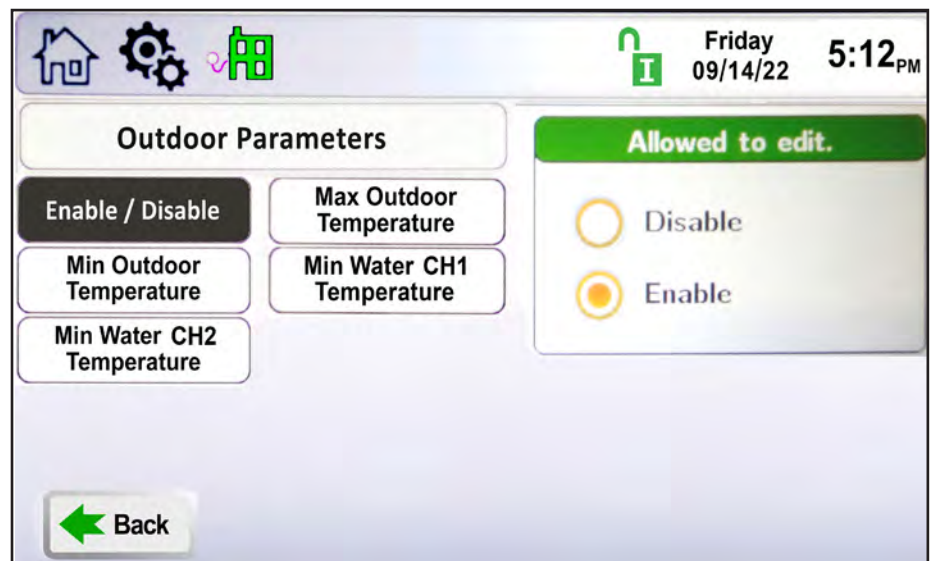 I
Friday
09/14/22
5:12PM
Outdoor Parameters
Allowed to edit.
Enable / Disable
Max Outdoor
Temperature
Disable
Min Outdoor
Temperature
Min Water CH1
Temperature
Enable
Min Water CH2
Temperature
Back